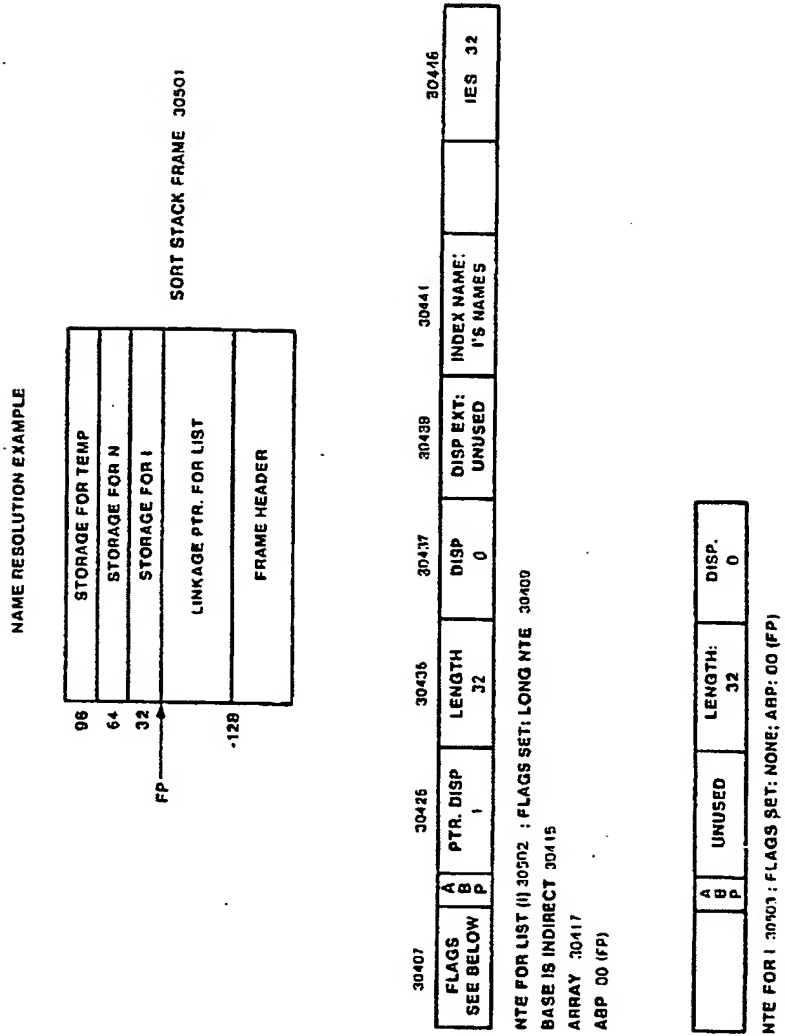 NAME RESOLUTION EXAMPLE
96
STORAGE FOR TEMP
64
STORAGE FOR N
32
STORAGE FOR I
FP
LINKAGE PTR. FOR LIST
-128
FRAME HEADER
SORT STACK FRAME 30501
30407
30425
30435
30437
30439
30441
30446
FLAGS
SEE BELOW
A
B
P
PTR. DISP
1
LENGTH
32
DISP
0
DISP EXT:
UNUSED
INDEX NAME:
I'S NAMES
IES 32
NTE FOR LIST (I) 30502 : FLAGS SET: LONG NTE 30409
BASE IS INDIRECT 30415
ARRAY 30417
ABP 00 (FP)
A
B
P
UNUSED
LENGTH:
32
DISP.
0
NTE FOR I 30503 : FLAGS SET: NONE; ABP: 00 (FP)